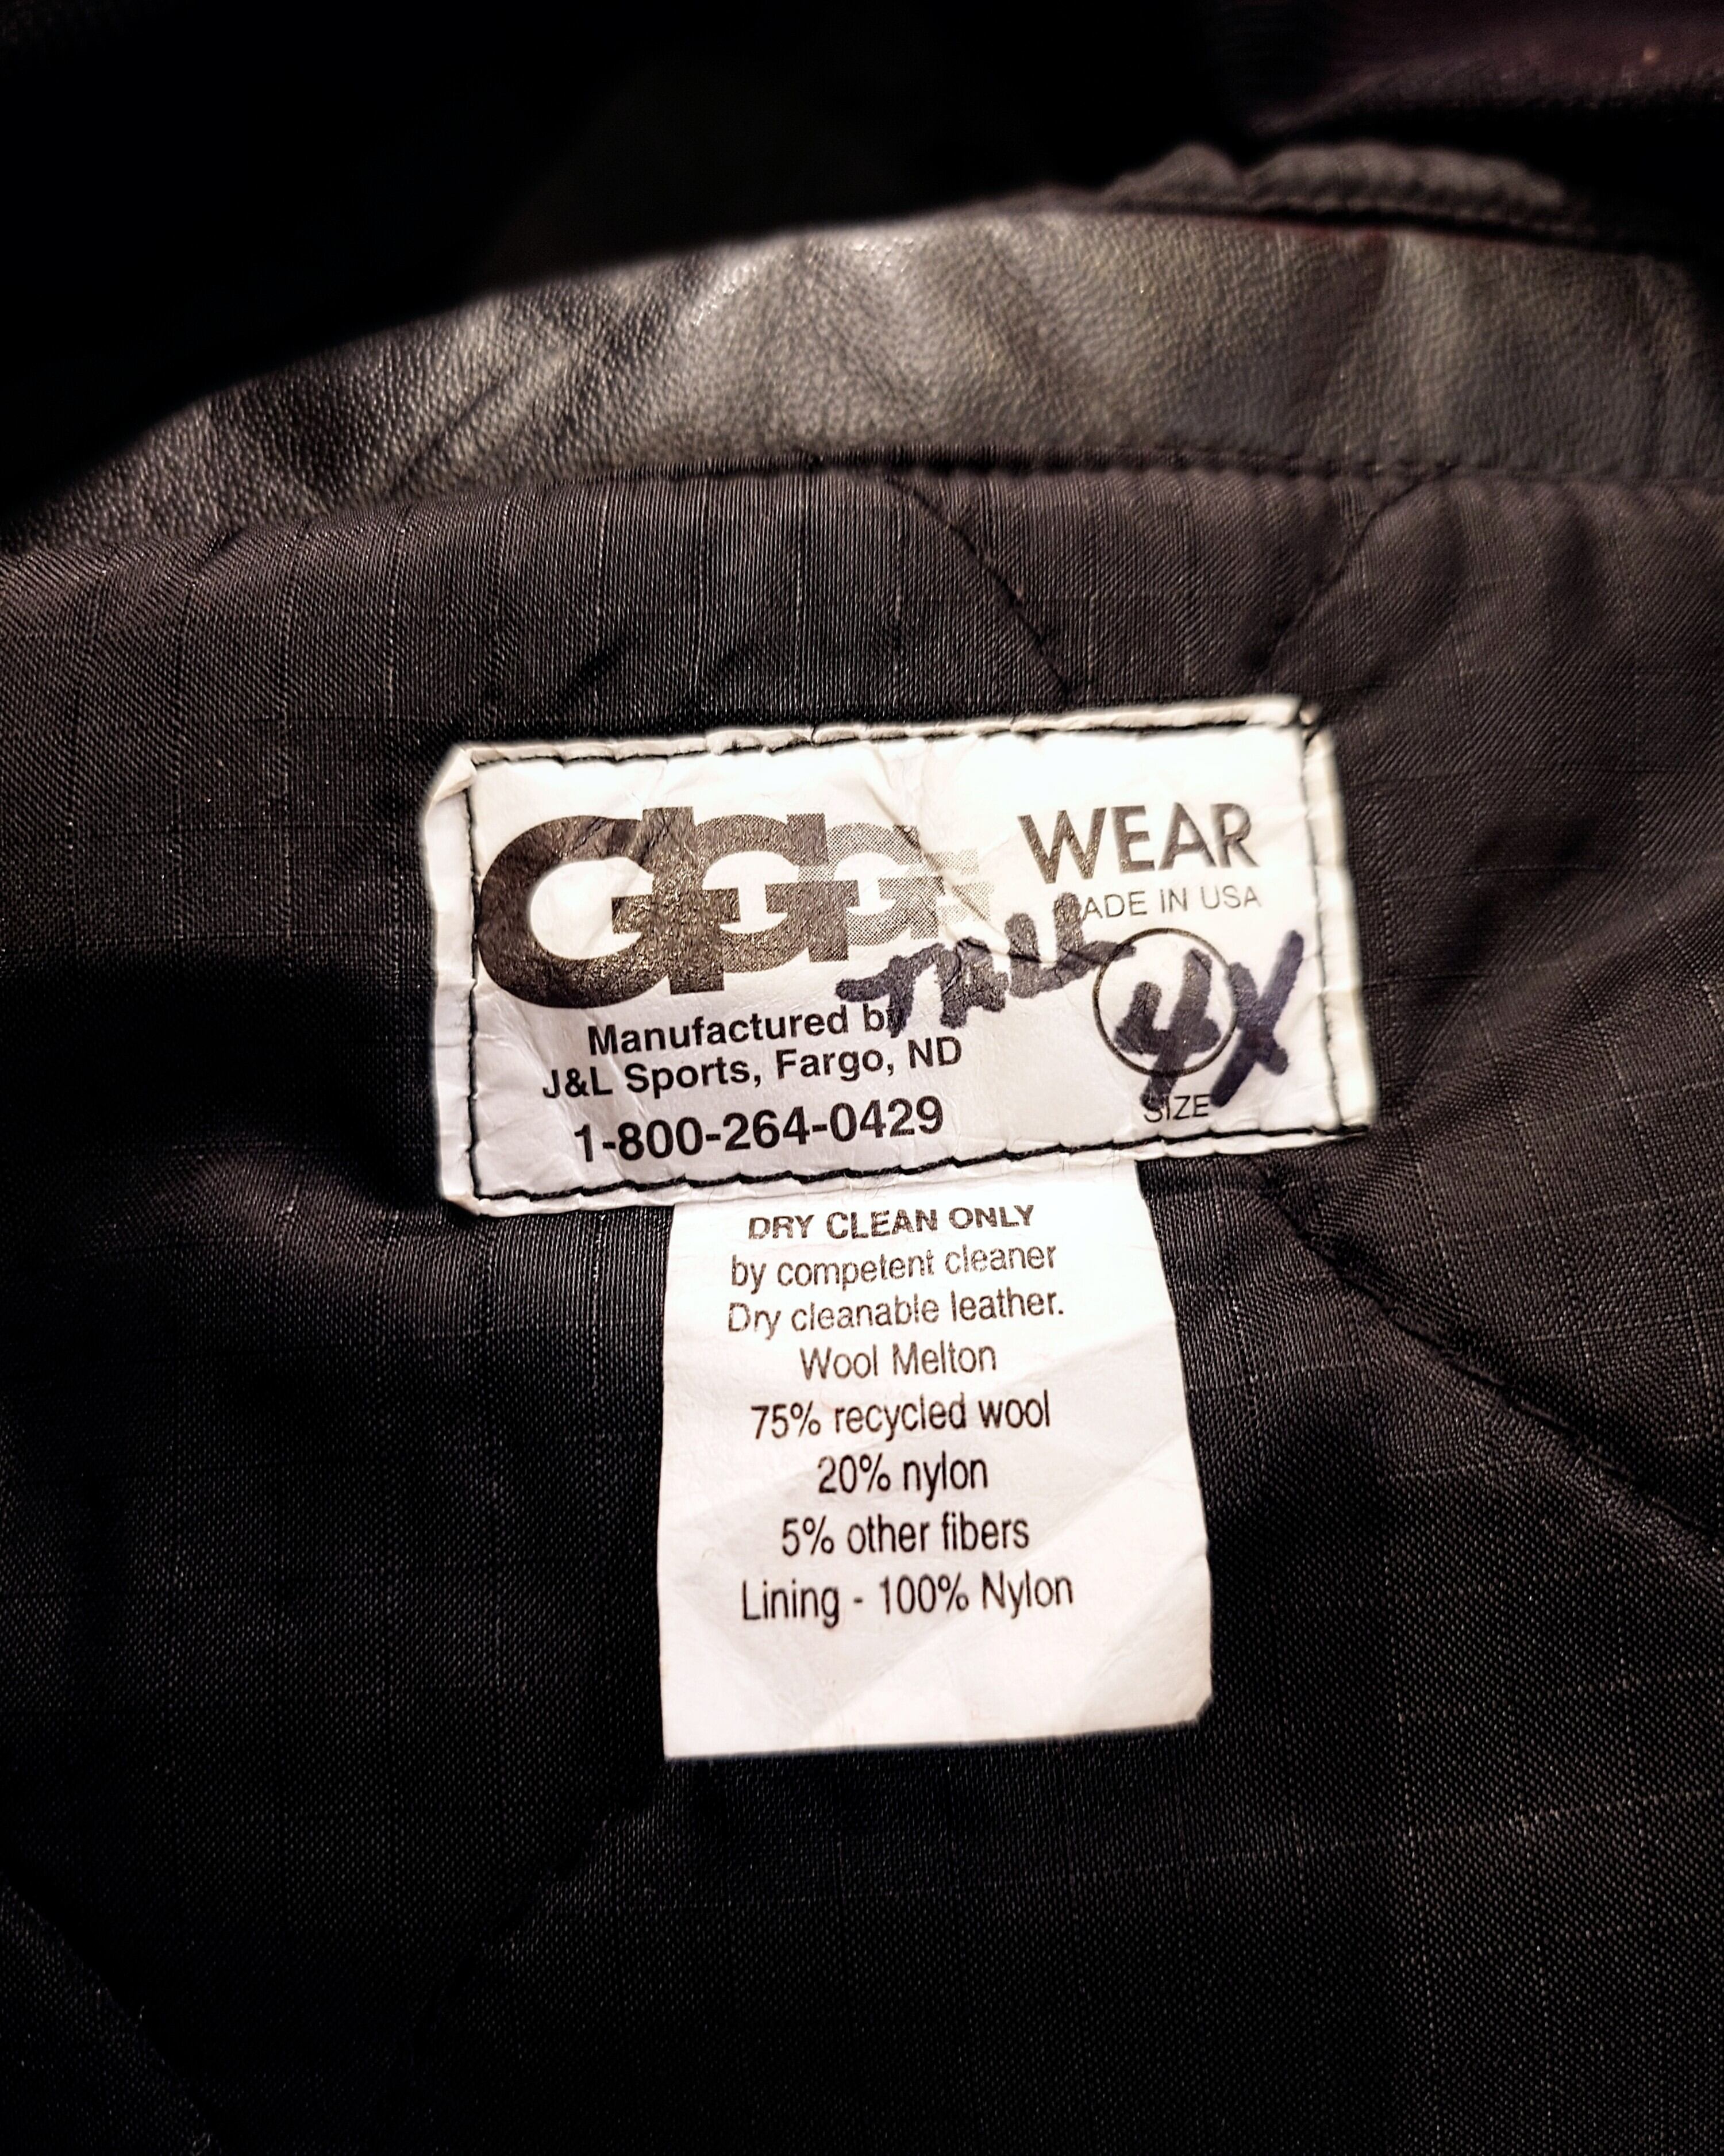 WEAR
MADE IN USA
TALL
4X
SIZE
Manufactured by
J&L Sports, Fargo, ND
1-800-264-0429
DRY CLEAN ONLY
by competent cleaner
Dry cleanable leather.
Wool Melton
75% recycled wool
20% nylon
5% other fibers
Lining - 100% Nylon